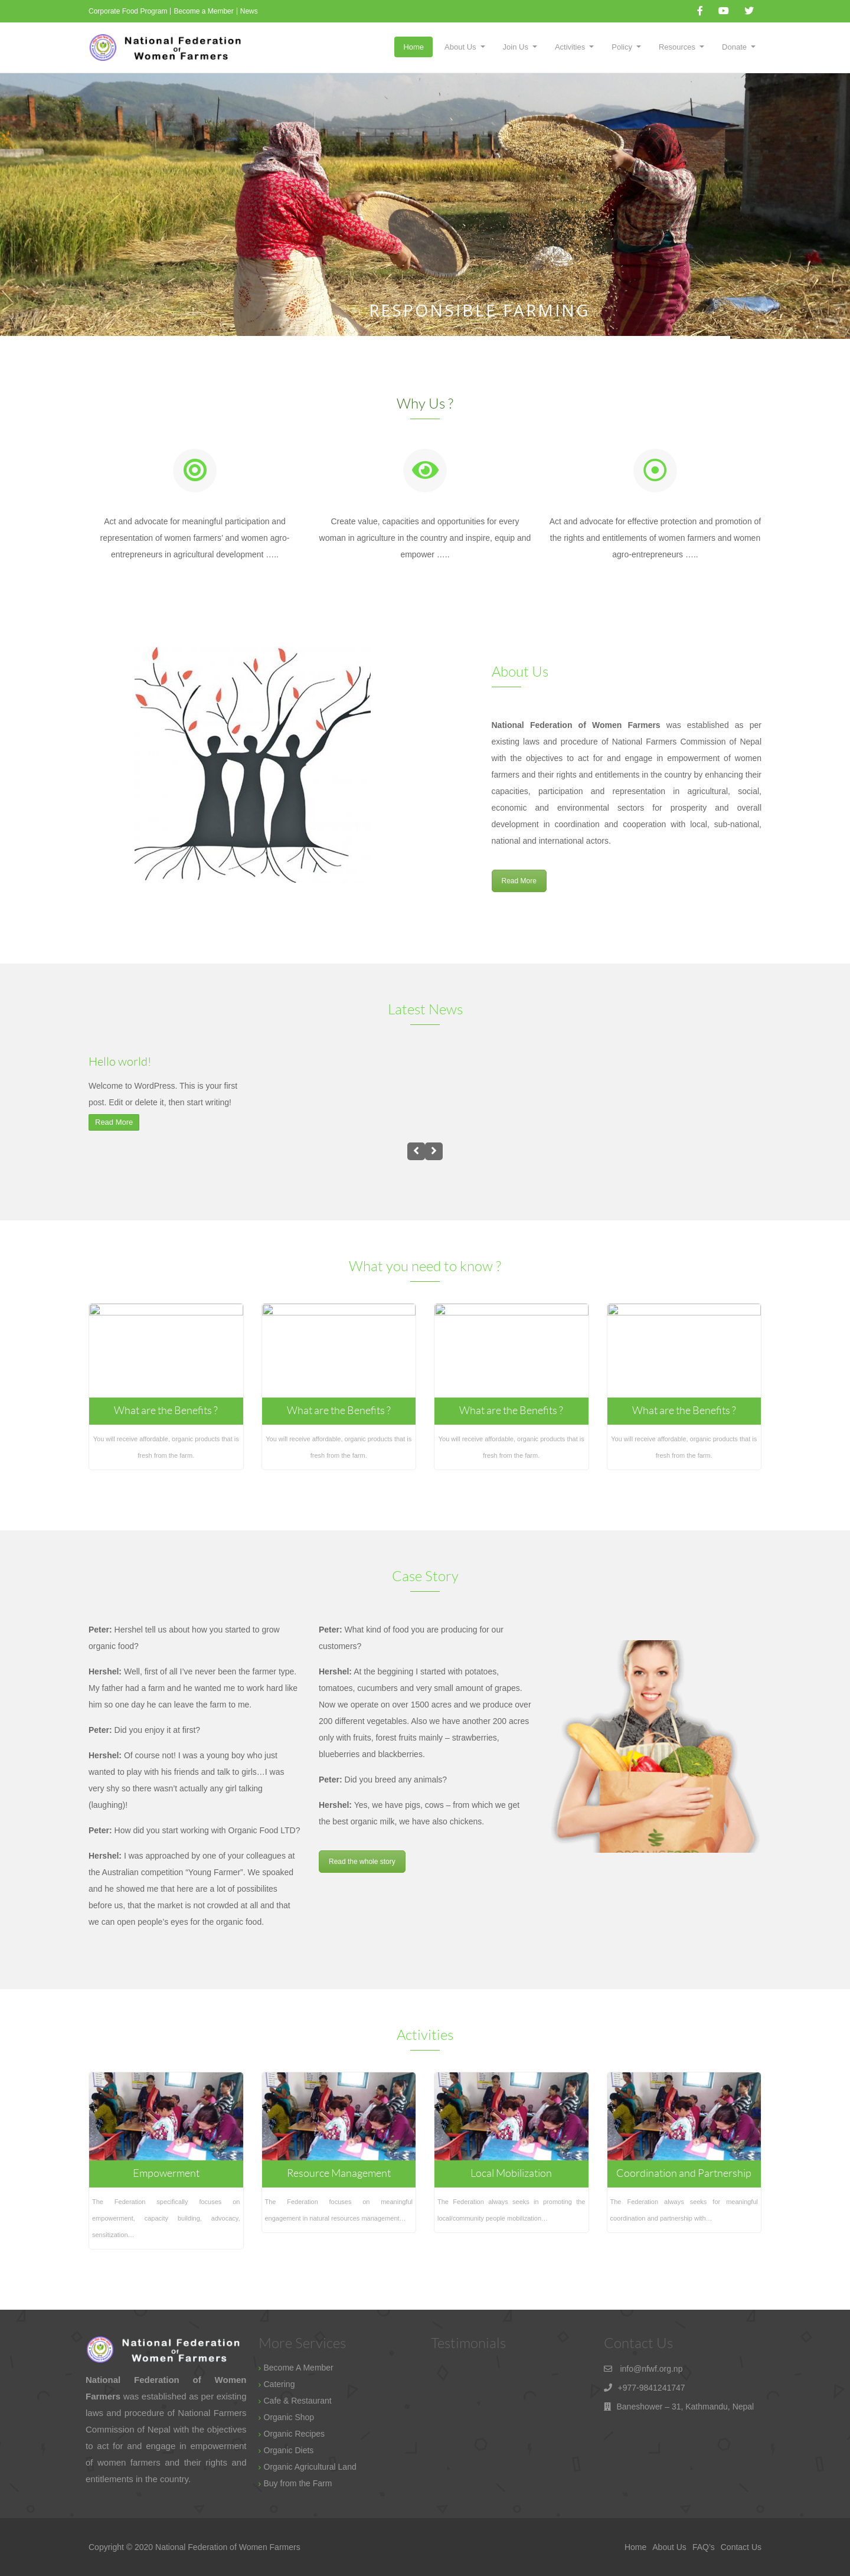 Corporate Food Program | Become a Member | News
National Federation
or
Women Farmers
Home About Us Join Us Activities Policy Resources Donate
RESPONSIBLE FARMING
Why Us ?
Act and advocate for meaningful participation and
representation of women farmers' and women agro-
entrepreneurs in agricultural development …..
Create value, capacities and opportunities for every
woman in agriculture in the country and inspire, equip and
empower …..
Act and advocate for effective protection and promotion of
the rights and entitlements of women farmers and women
agro-entrepreneurs …..
About Us
National Federation of Women Farmers was established as per
existing laws and procedure of National Farmers Commission of Nepal
with the objectives to act for and engage in empowerment of women
farmers and their rights and entitlements in the country by enhancing their
capacities, participation and representation in agricultural, social,
economic and environmental sectors for prosperity and overall
development in coordination and cooperation with local, sub-national,
national and international actors.
Read More
Latest News
Hello world!
Welcome to WordPress. This is your first
post. Edit or delete it, then start writing!
Read More
What you need to know ?
What are the Benefits ?
You will receive affordable, organic products that is
fresh from the farm.
What are the Benefits ?
You will receive affordable, organic products that is
fresh from the farm.
What are the Benefits ?
You will receive affordable, organic products that is
fresh from the farm.
What are the Benefits ?
You will receive affordable, organic products that is
fresh from the farm.
Case Story
Peter: Hershel tell us about how you started to grow
organic food?
Hershel: Well, first of all I've never been the farmer type.
My father had a farm and he wanted me to work hard like
him so one day he can leave the farm to me.
Peter: Did you enjoy it at first?
Hershel: Of course not! I was a young boy who just
wanted to play with his friends and talk to girls…I was
very shy so there wasn't actually any girl talking
(laughing)!
Peter: How did you start working with Organic Food LTD?
Hershel: I was approached by one of your colleagues at
the Australian competition "Young Farmer". We spoaked
and he showed me that here are a lot of possibilites
before us, that the market is not crowded at all and that
we can open people's eyes for the organic food.
Peter: What kind of food you are producing for our
customers?
Hershel: At the beggining I started with potatoes,
tomatoes, cucumbers and very small amount of grapes.
Now we operate on over 1500 acres and we produce over
200 different vegetables. Also we have another 200 acres
only with fruits, forest fruits mainly – strawberries,
blueberries and blackberries.
Peter: Did you breed any animals?
Hershel: Yes, we have pigs, cows – from which we get
the best organic milk, we have also chickens.
Read the whole story
Activities
Empowerment
The Federation specifically focuses on
empowerment, capacity building, advocacy,
sensitization...
Resource Management
The Federation focuses on meaningful
engagement in natural resources management...
Local Mobilization
The Federation always seeks in promoting the
local/community people mobilization...
Coordination and Partnership
The Federation always seeks for meaningful
coordination and partnership with...
National Federation
or
Women Farmers
National Federation of Women
Farmers was established as per existing
laws and procedure of National Farmers
Commission of Nepal with the objectives
to act for and engage in empowerment
of women farmers and their rights and
entitlements in the country.
More Services
› Become A Member
› Catering
› Cafe & Restaurant
› Organic Shop
› Organic Recipes
› Organic Diets
› Organic Agricultural Land
› Buy from the Farm
Testimonials
Contact Us
info@nfwf.org.np
+977-9841241747
Baneshower – 31, Kathmandu, Nepal
Copyright © 2020 National Federation of Women Farmers
Home About Us FAQ's Contact Us